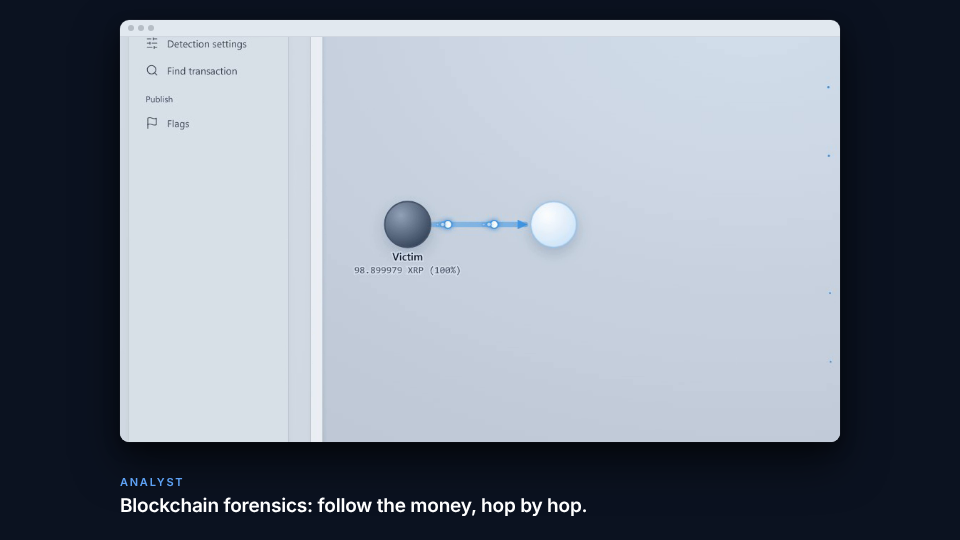 Detection settings
Find transaction
Publish
Flags
Victim
98.899979 XRP (100%)
ANALYST
Blockchain forensics: follow the money, hop by hop.